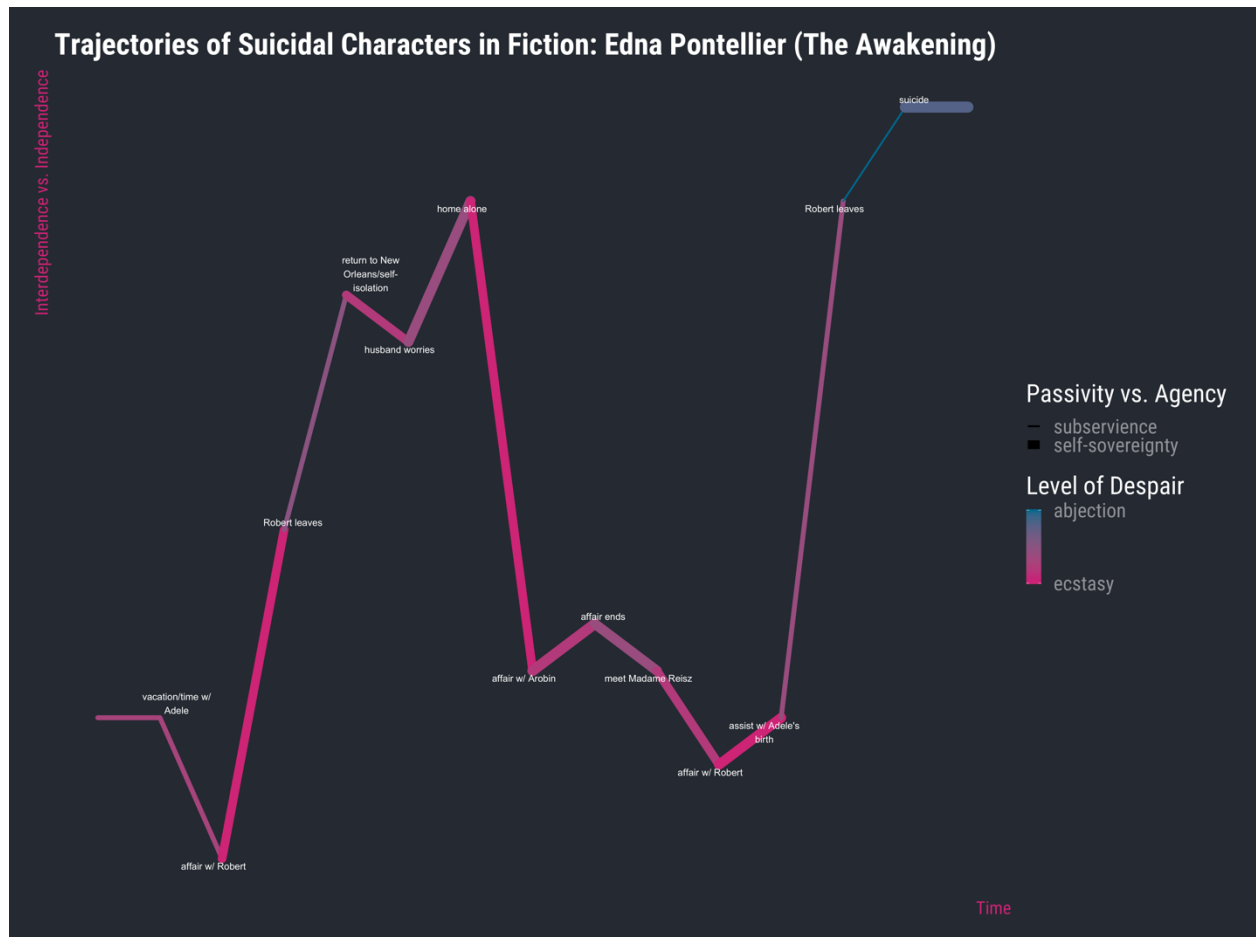 Trajectories of Suicidal Characters in Fiction: Edna Pontellier (The Awakening)
Interdependence vs. Independence
suicide
home alone
Robert leaves
return to New
Orleans/self-
isolation
husband worries
Robert leaves
affair ends
affair w/ Arobin
meet Madame Reisz
vacation/time w/
Adele
assist w/ Adele's
birth
affair w/ Robert
affair w/ Robert
Time
Passivity vs. Agency
subservience
self-sovereignty
Level of Despair
abjection
ecstasy